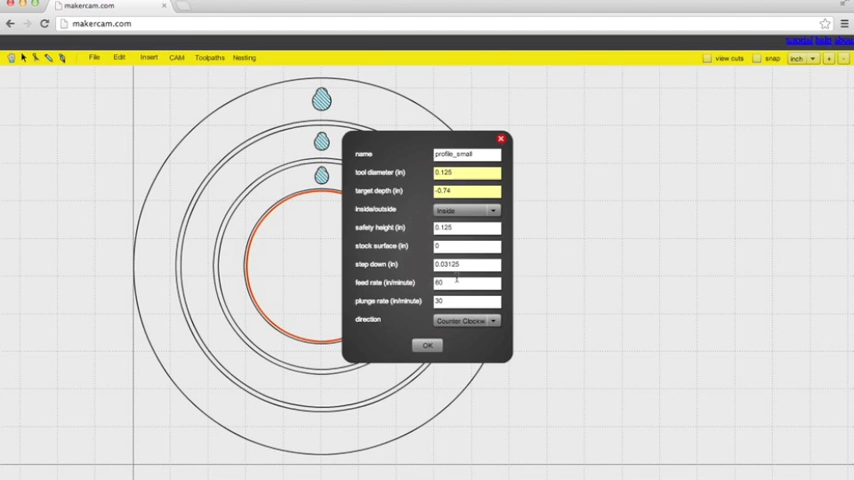 makercam.com
makercam.com
tutorial help about
File Edit Insert CAM Toolpaths Nesting view cuts snap inch + -
name profile_small
tool diameter (in) 0.125
target depth (in) -0.74
inside/outside Inside
safety height (in) 0.125
stock surface (in) 0
step down (in) 0.03125
feed rate (in/minute) 60
plunge rate (in/minute) 30
direction Counter Clockw
OK